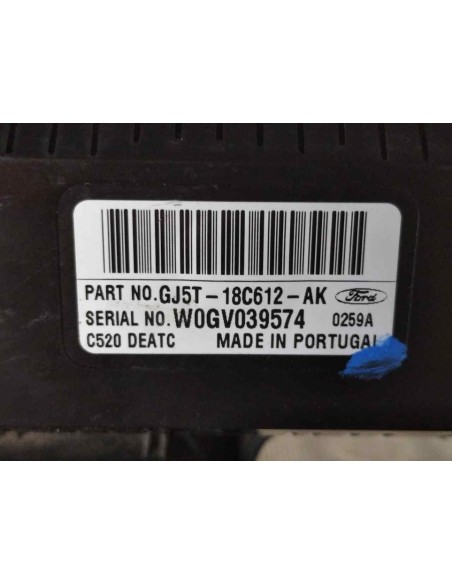 PART NO.GJ5T-18C612-AK Ford
SERIAL NO.W0GV039574 0259A
C520 DEATC MADE IN PORTUGAL